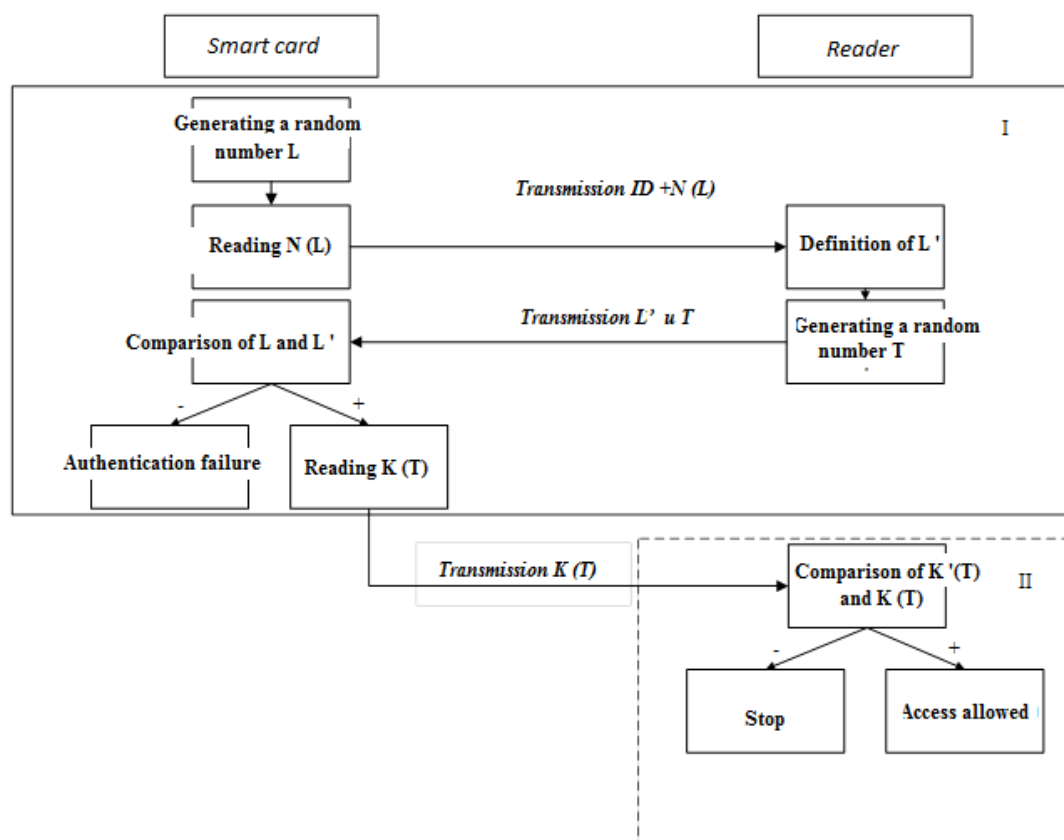 Smart card
Reader
Generating a random
number L
I
Transmission ID +N (L)
Reading N (L)
Definition of L '
Transmission L’ u T
Generating a random
number T
Comparison of L and L '
-
+
Authentication failure
Reading K (T)
Transmission K (T)
Comparison of K '(T)
and K (T)
II
-
+
Stop
Access allowed